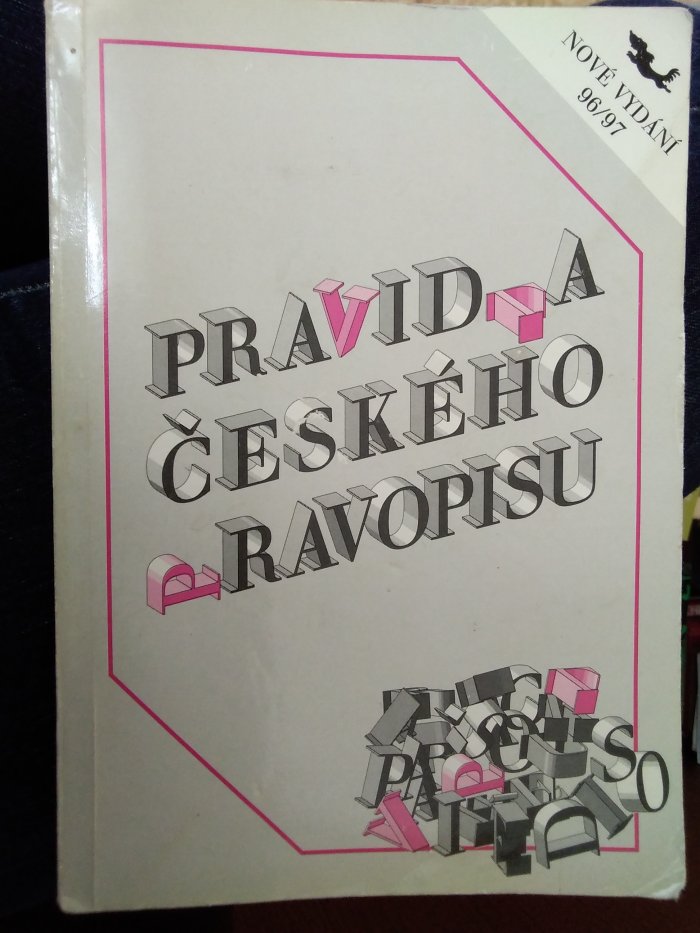 NOVÉ VYDÁNÍ
96/97
PRAVIDLA
ČESKÉHO
PRAVOPISU